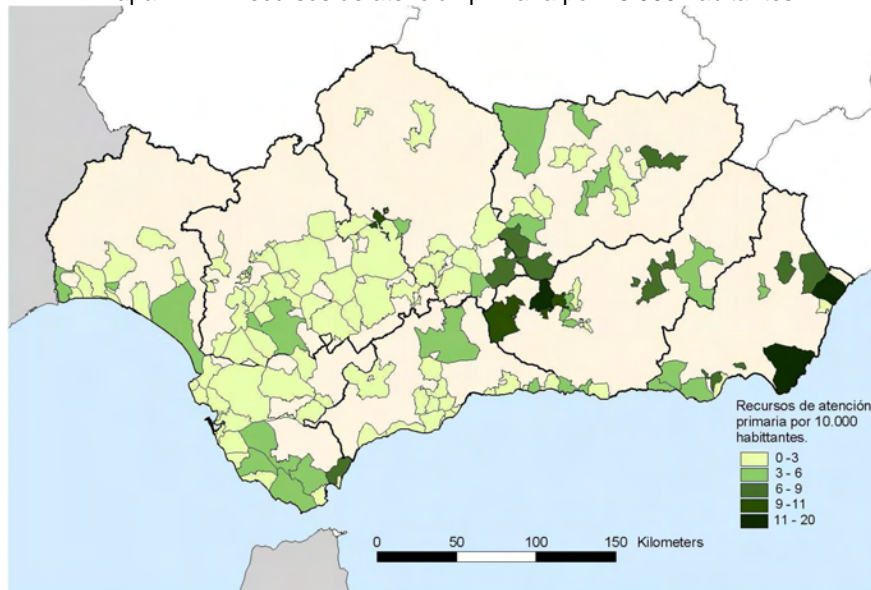 Recursos de atención
primaria por 10.000
habittantes.
0 - 3
3 - 6
6 - 9
9 - 11
11 - 20
0 50 100 150 Kilometers